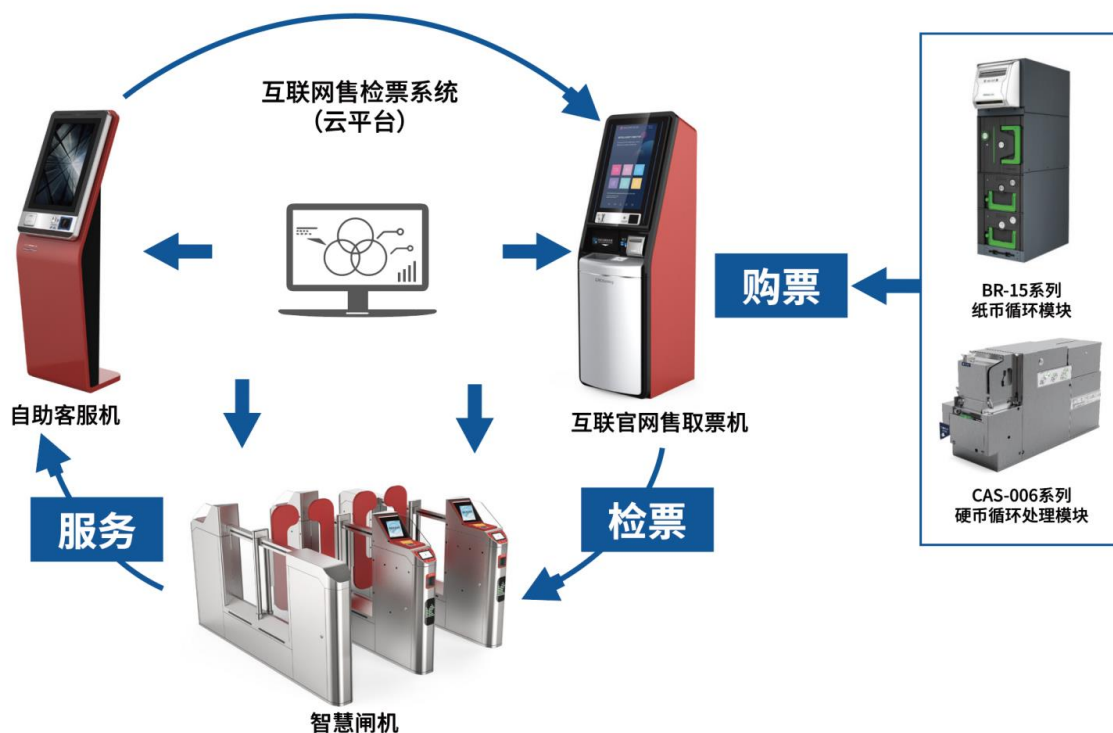 互联网售检票系统
（云平台）
自助客服机
互联官网售取票机
购票
BR-15系列
纸币循环模块
CAS-006系列
硬币循环处理模块
服务
检票
智慧闸机